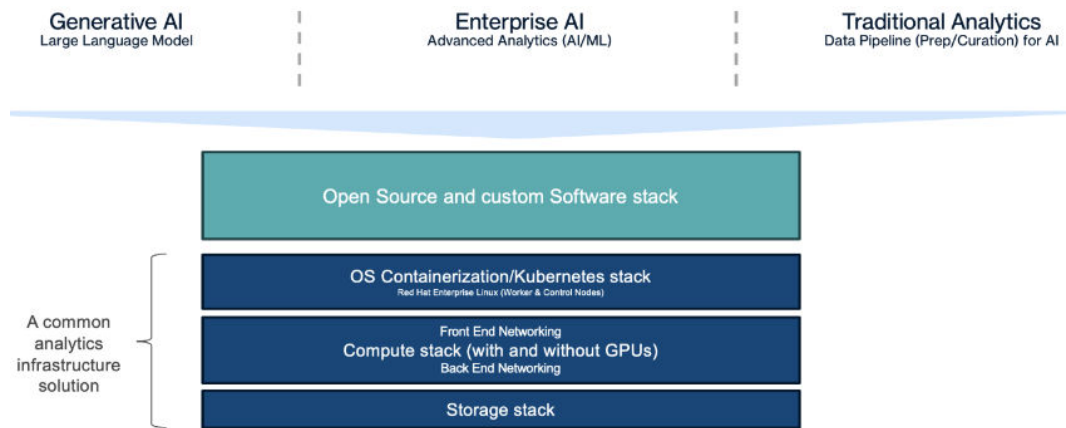 Generative AI
Large Language Model
Enterprise AI
Advanced Analytics (AI/ML)
Traditional Analytics
Data Pipeline (Prep/Curation) for AI
Open Source and custom Software stack
OS Containerization/Kubernetes stack
Red Hat Enterprise Linux (Worker & Control Nodes)
A common
analytics
infrastructure
solution
Front End Networking
Compute stack (with and without GPUs)
Back End Networking
Storage stack